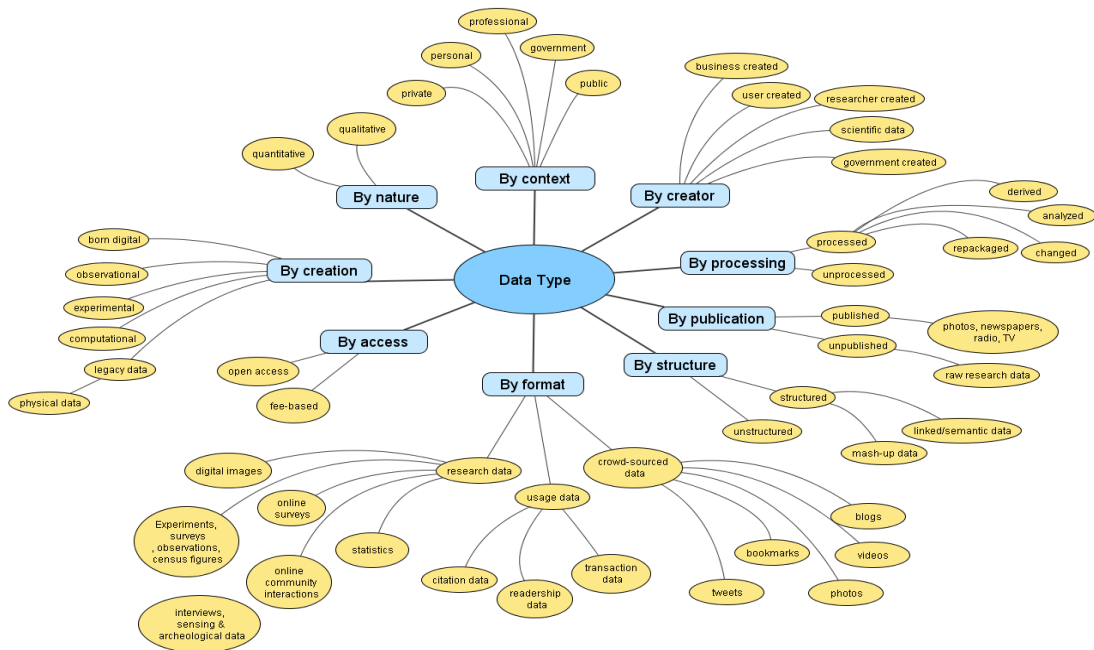 professional
government
personal
public
private
business created
user created
researcher created
scientific data
government created
qualitative
quantitative
By context
By nature
By creator
derived
analyzed
processed
repackaged
changed
born digital
observational
By creation
By processing
unprocessed
Data Type
experimental
computational
legacy data
physical data
By publication
published
photos, newspapers,
radio, TV
unpublished
raw research data
By access
open access
fee-based
By structure
structured
unstructured
linked/semantic data
mash-up data
By format
digital images
research data
crowd-sourced
data
online
surveys
usage data
Experiments,
surveys
, observations,
census figures
statistics
online
community
interactions
interviews,
sensing &
archeological data
citation data
readership
data
transaction
data
blogs
bookmarks
videos
tweets
photos